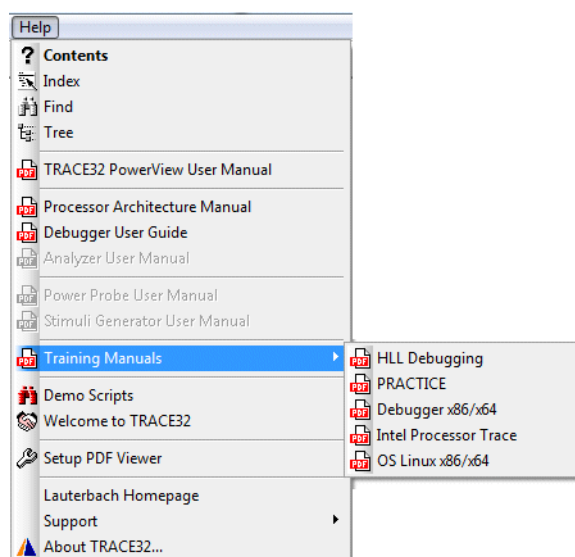 Help
Contents
Index
Find
Tree
TRACE32 PowerView User Manual
Processor Architecture Manual
Debugger User Guide
Analyzer User Manual
Power Probe User Manual
Stimuli Generator User Manual
Training Manuals
HLL Debugging
PRACTICE
Debugger x86/x64
Intel Processor Trace
OS Linux x86/x64
Demo Scripts
Welcome to TRACE32
Setup PDF Viewer
Lauterbach Homepage
Support
About TRACE32...